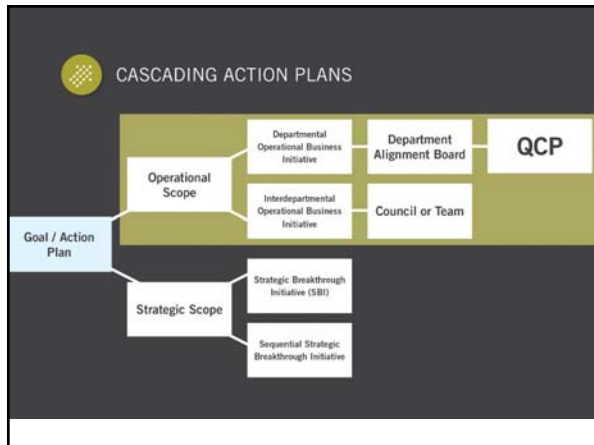 CASCADING ACTION PLANS
Departmental
Operational Business
Initiative
Department
Alignment Board
QCP
Operational
Scope
Interdepartmental
Operational Business
Initiative
Council or Team
Goal / Action
Plan
Strategic Scope
Strategic Breakthrough
Initiative (SBI)
Sequential Strategic
Breakthrough Initiative